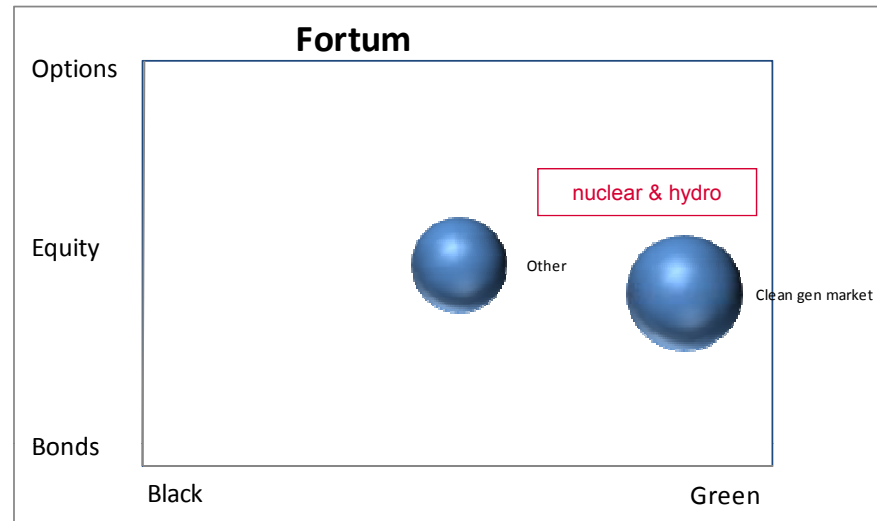 Fortum
Options
nuclear & hydro
Equity
Other
Clean gen market
Bonds
Black
Green